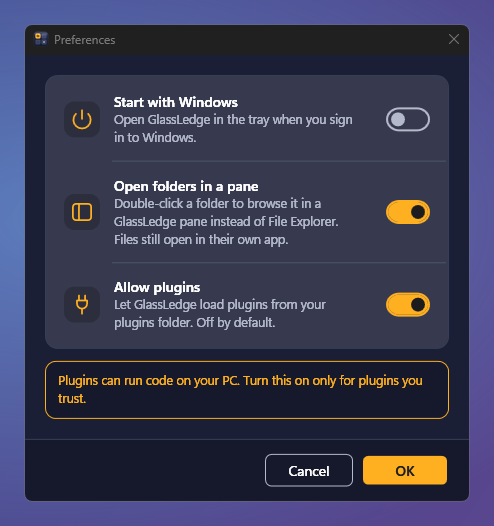 Preferences
Start with Windows
Open GlassLedge in the tray when you sign
in to Windows.
Open folders in a pane
Double-click a folder to browse it in a
GlassLedge pane instead of File Explorer.
Files still open in their own app.
Allow plugins
Let GlassLedge load plugins from your
plugins folder. Off by default.
Plugins can run code on your PC. Turn this on only for plugins you
trust.
Cancel
OK